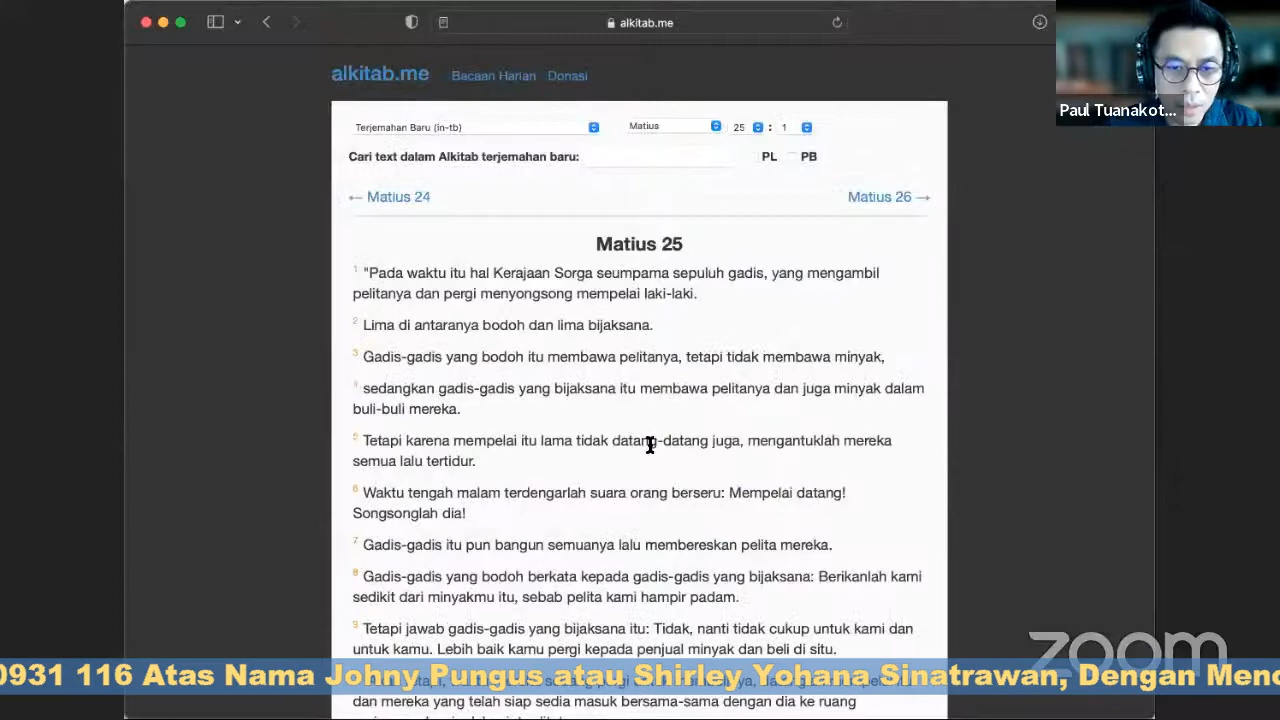 alkitab.me
alkitab.me Bacaan Harian Donasi
Paul Tuanakot...
Terjemahan Baru (in-tb) Matius 25 : 1
Cari text dalam Alkitab terjemahan baru: PL PB
← Matius 24 Matius 26 →
Matius 25
1 "Pada waktu itu hal Kerajaan Sorga seumpama sepuluh gadis, yang mengambil
pelitanya dan pergi menyongsong mempelai laki-laki.
2 Lima di antaranya bodoh dan lima bijaksana.
3 Gadis-gadis yang bodoh itu membawa pelitanya, tetapi tidak membawa minyak,
4 sedangkan gadis-gadis yang bijaksana itu membawa pelitanya dan juga minyak dalam
buli-buli mereka.
5 Tetapi karena mempelai itu lama tidak datang-datang juga, mengantuklah mereka
semua lalu tertidur.
6 Waktu tengah malam terdengarlah suara orang berseru: Mempelai datang!
Songsonglah dia!
7 Gadis-gadis itu pun bangun semuanya lalu membereskan pelita mereka.
8 Gadis-gadis yang bodoh berkata kepada gadis-gadis yang bijaksana: Berikanlah kami
sedikit dari minyakmu itu, sebab pelita kami hampir padam.
9 Tetapi jawab gadis-gadis yang bijaksana itu: Tidak, nanti tidak cukup untuk kami dan
untuk kamu. Lebih baik kamu pergi kepada penjual minyak dan beli di situ.
zoom
0931 116 Atas Nama Johny Pungus atau Shirley Yohana Sinatrawan, Dengan Menc
dan mereka yang telah siap sedia masuk bersama-sama dengan dia ke ruang